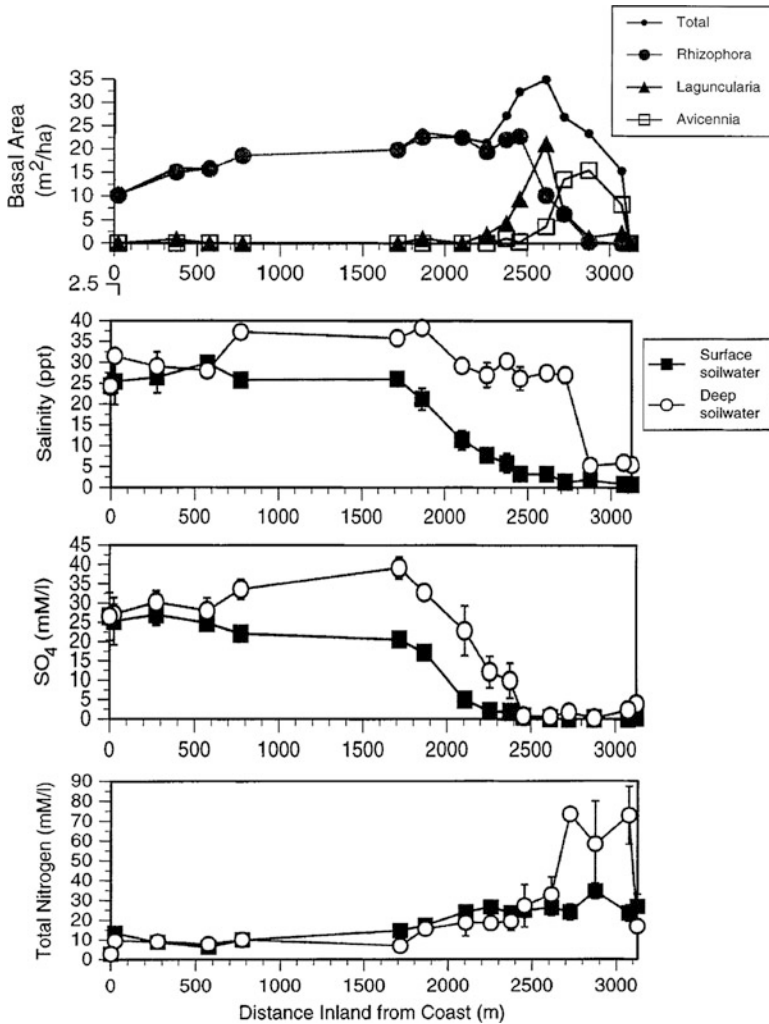 Total
Rhizophora
Laguncularia
Avicennia
Basal Area
(m²/ha)
35
30
25
20
15
10
5
0
0 500 1000 1500 2000 2500 3000
2.5
Salinity (ppt)
40
35
30
25
20
15
10
5
0
0 500 1000 1500 2000 2500 3000
Surface
soilwater
Deep
soilwater
SO₄ (mM/l)
45
40
35
30
25
20
15
10
5
0
0 500 1000 1500 2000 2500 3000
Total Nitrogen (mM/l)
90
80
70
60
50
40
30
20
10
0
0 500 1000 1500 2000 2500 3000
Distance Inland from Coast (m)